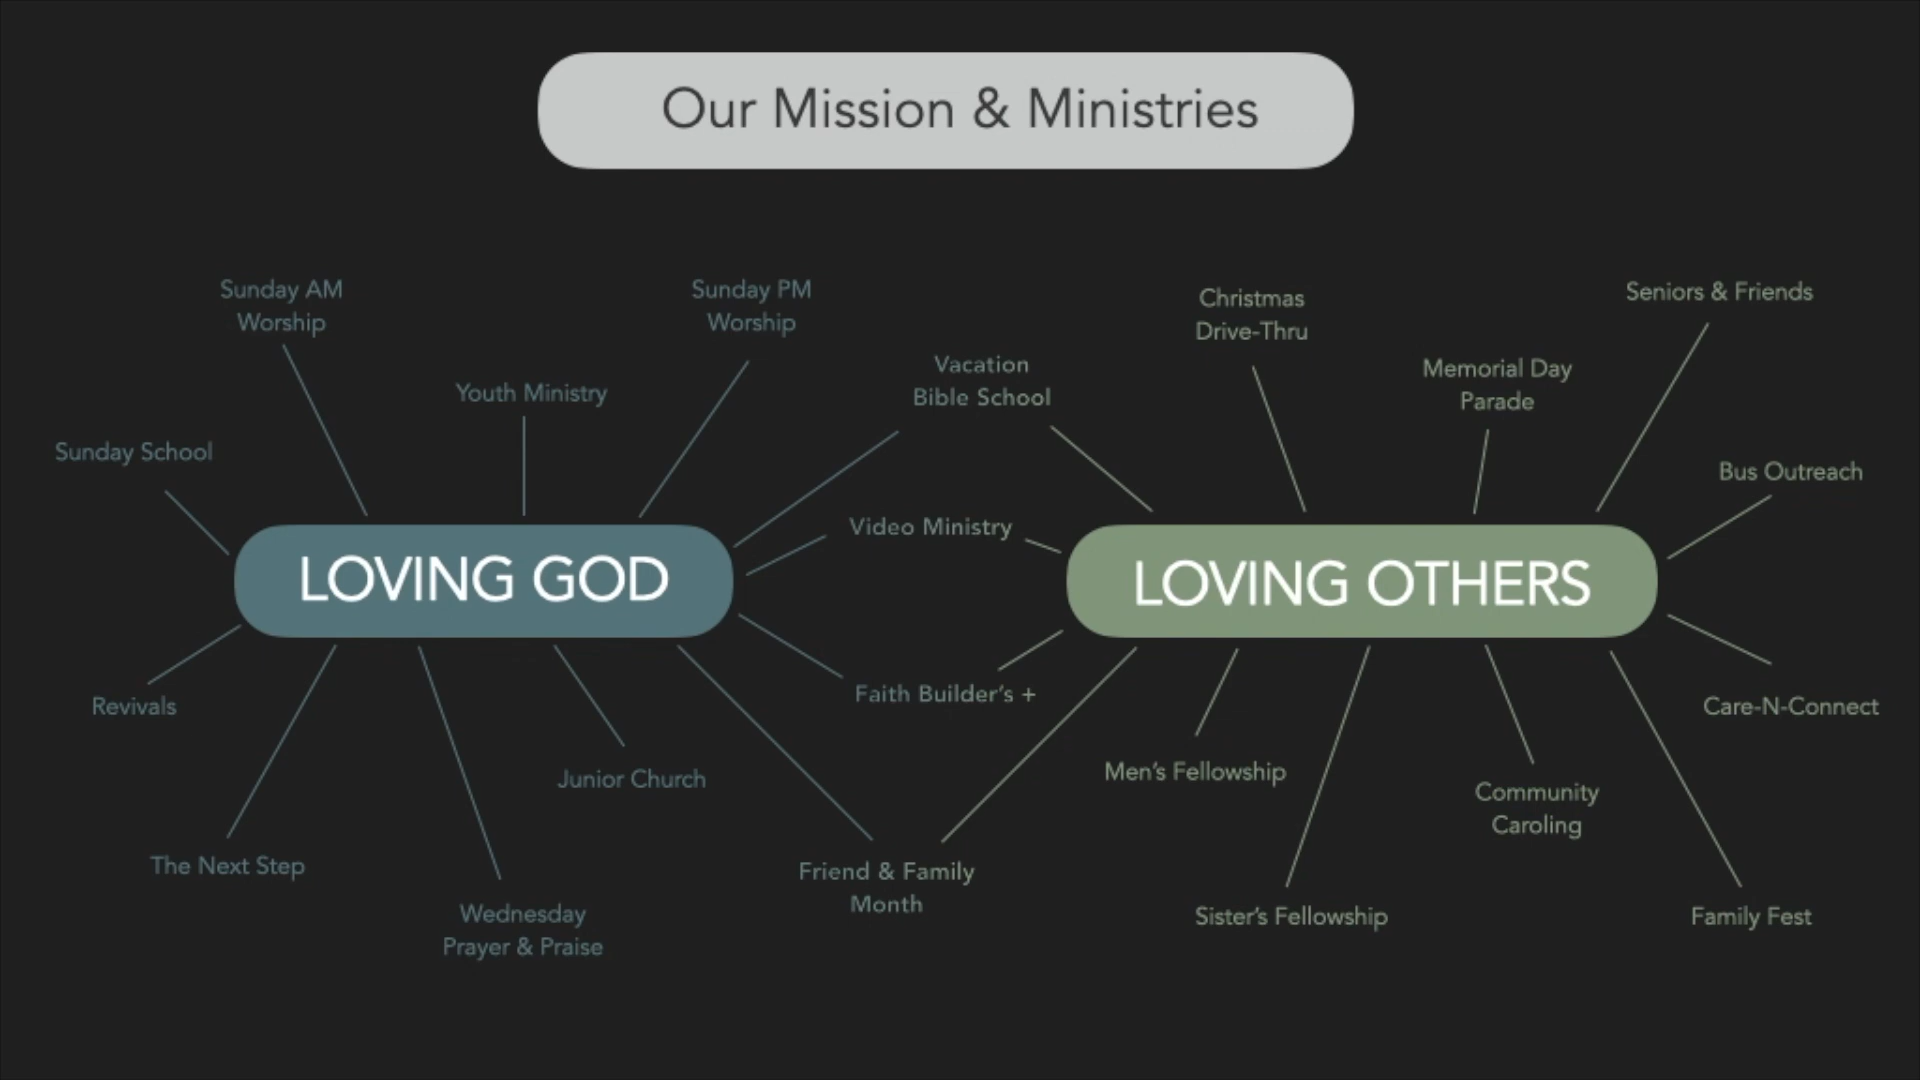 Our Mission & Ministries
Sunday AM
Worship
Sunday PM
Worship
Christmas
Drive-Thru
Seniors & Friends
Youth Ministry
Vacation
Bible School
Memorial Day
Parade
Sunday School
Bus Outreach
Video Ministry
LOVING GOD
LOVING OTHERS
Revivals
Faith Builder's +
Care-N-Connect
Junior Church
Men's Fellowship
Community
Caroling
The Next Step
Friend & Family
Month
Wednesday
Prayer & Praise
Sister's Fellowship
Family Fest